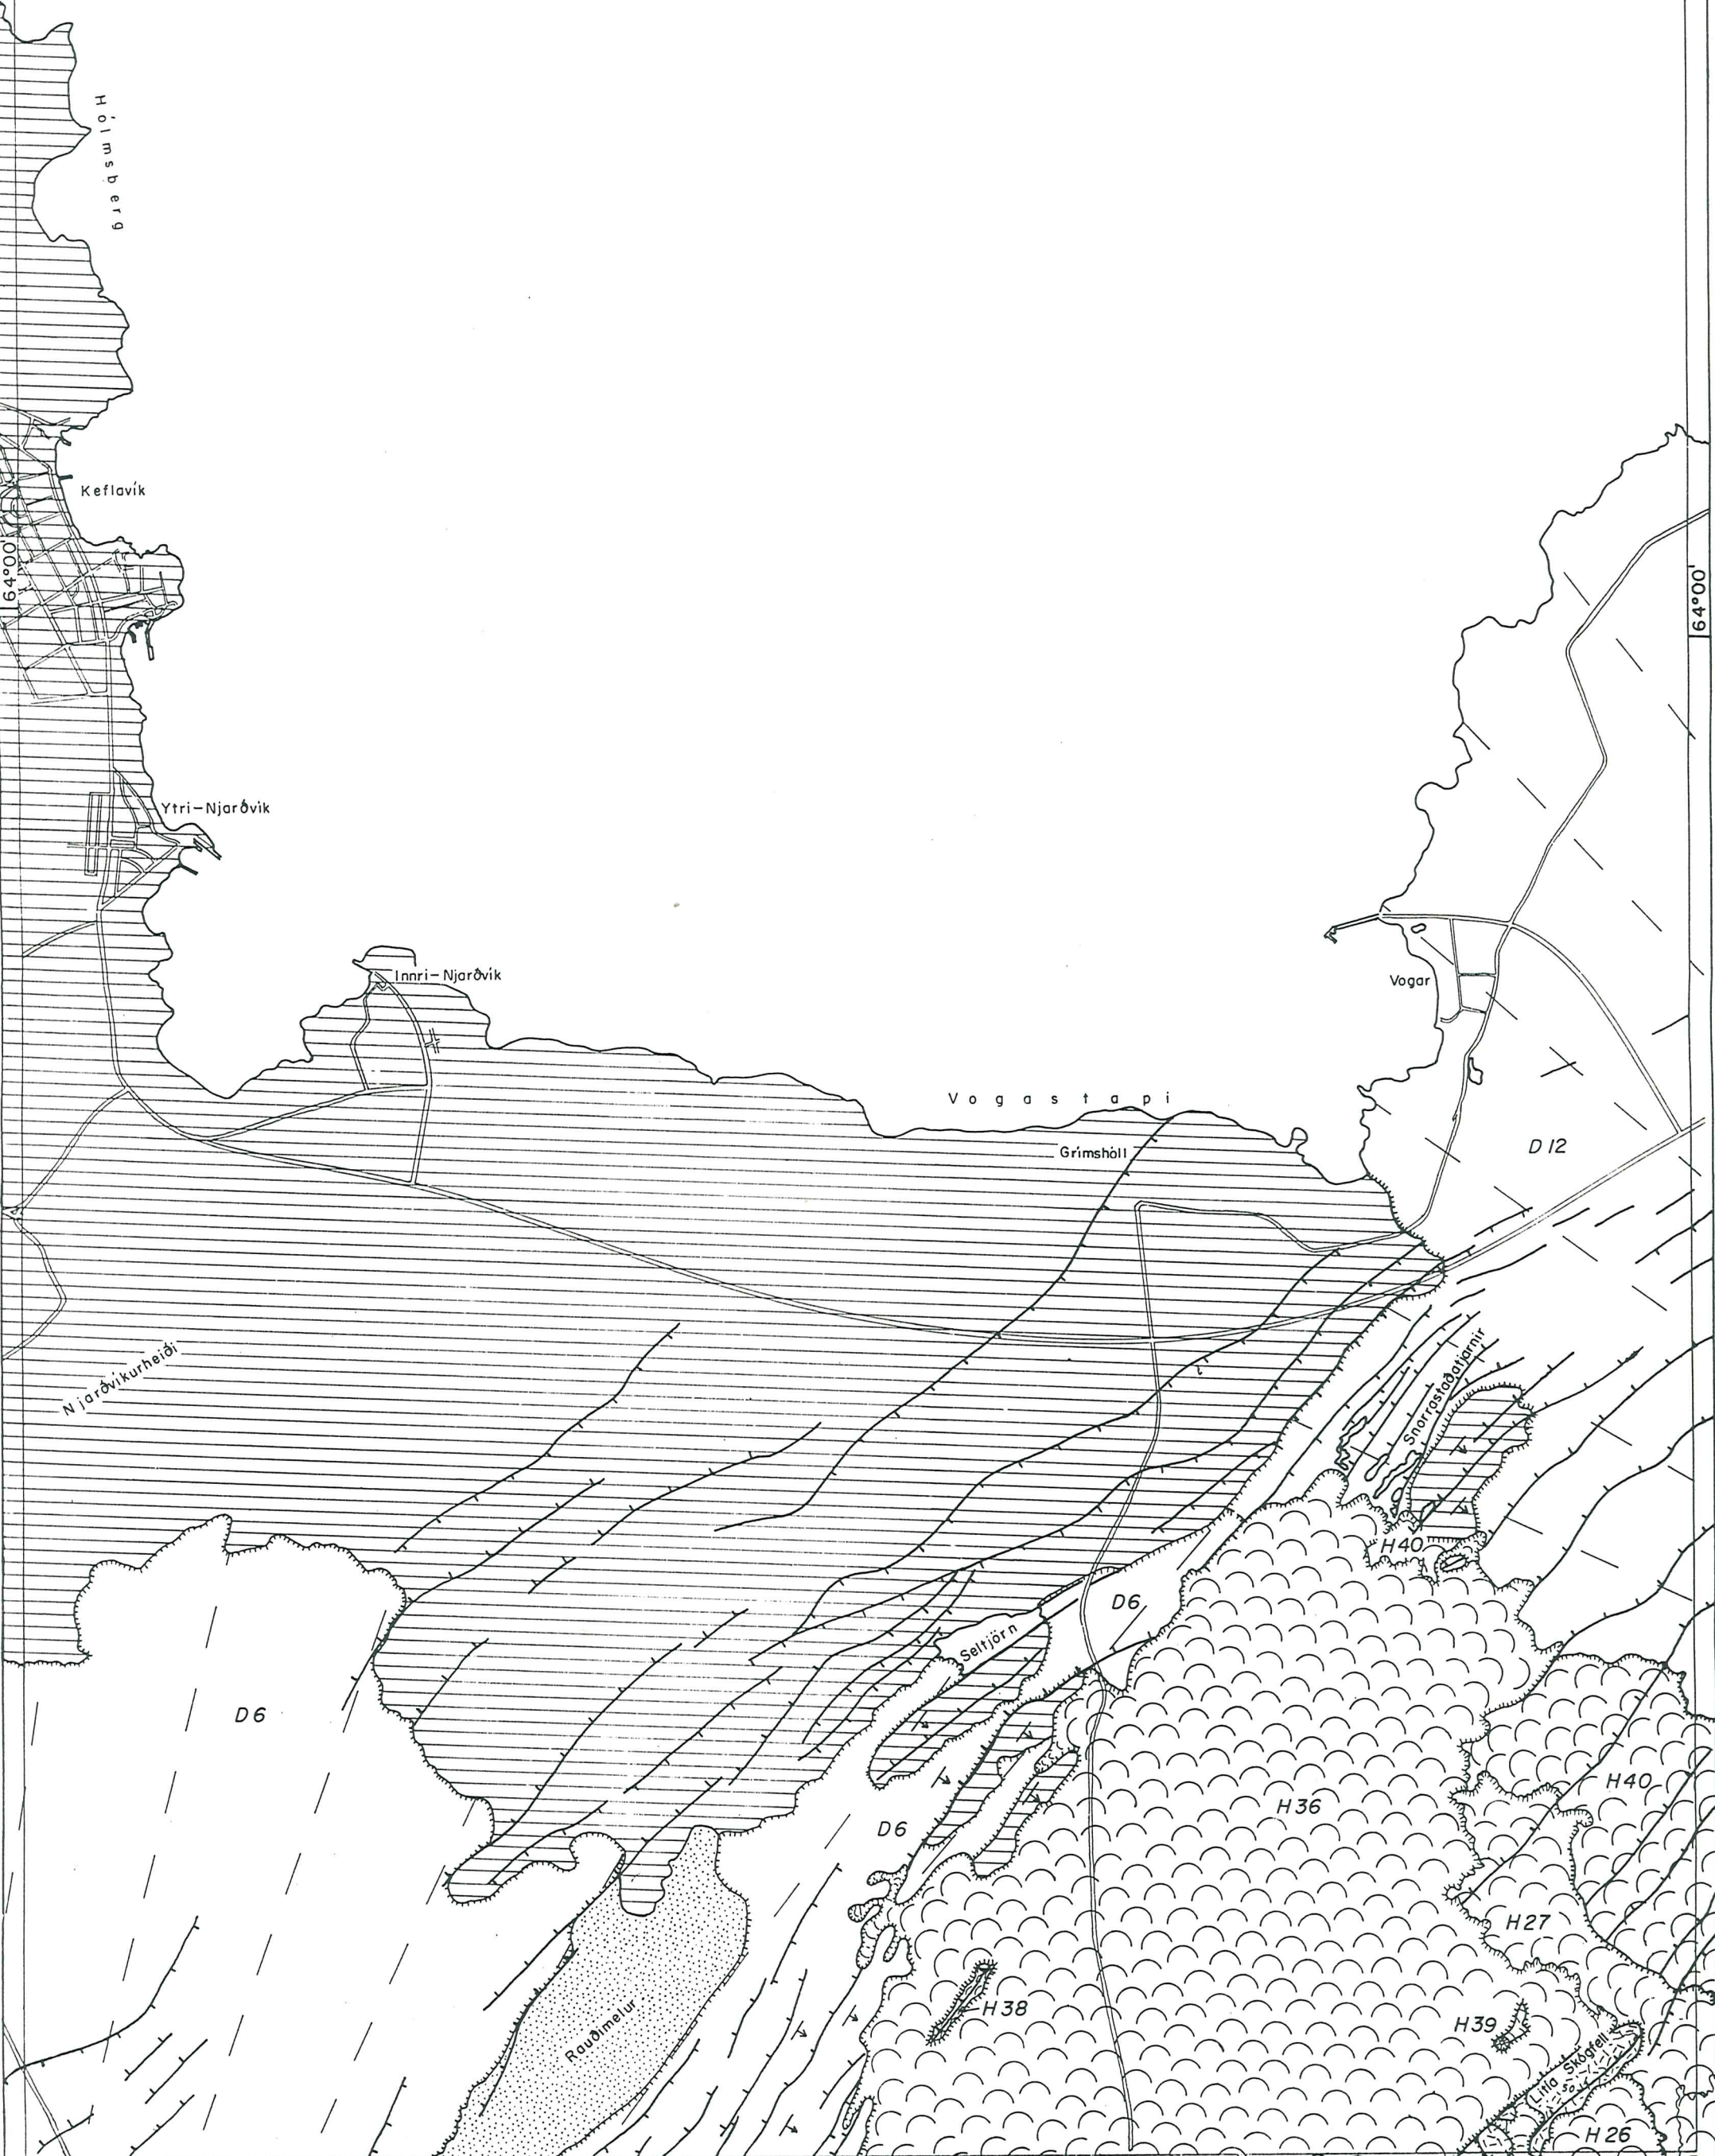 Hólmsberg
Keflavík
64°00'
64°00'
Ytri-Njarðvík
Innri-Njarðvík
Vogar
Vogastapi
Grímshóll
D 12
Njarðvíkurheiði
Snorrastaðatjarnir
H40
D6
Seltjörn
D6
H40
H36
D6
H27
H38
H39
Rauðimelur
Litla Skógfell
H26